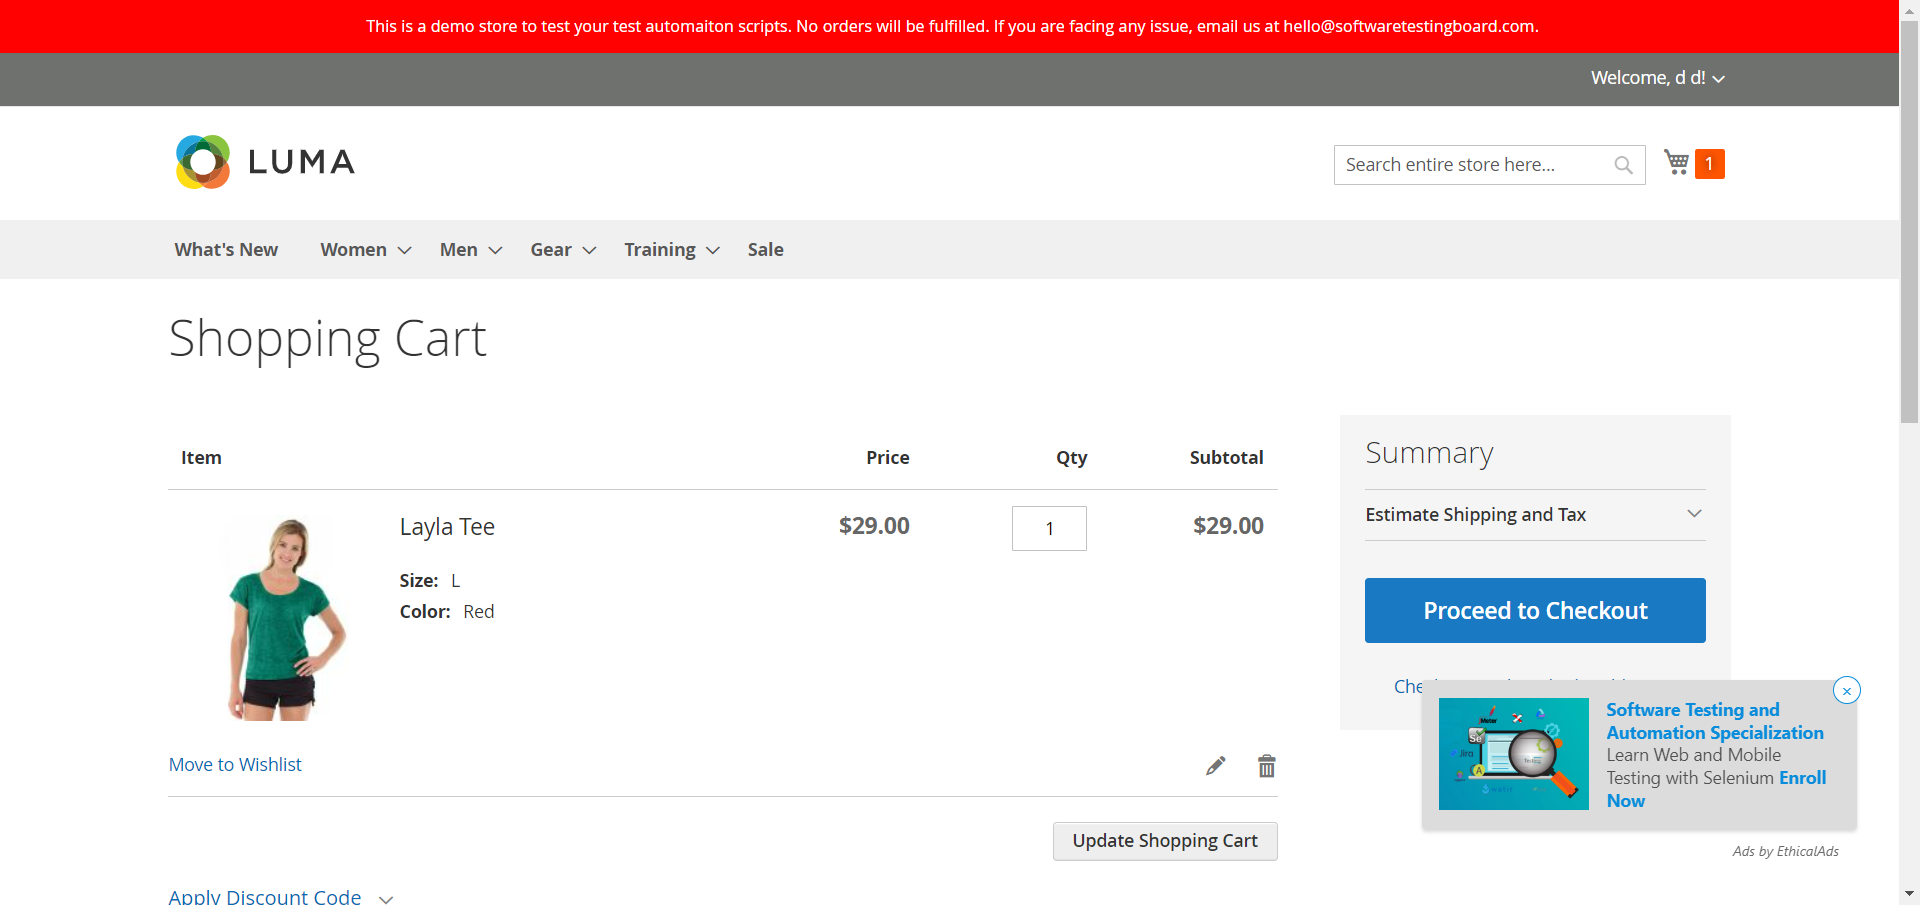 This is a demo store to test your test automaiton scripts. No orders will be fulfilled. If you are facing any issue, email us at hello@softwaretestingboard.com.
Welcome, d d!
LUMA
Search entire store here...
1
What's New Women Men Gear Training Sale
Shopping Cart
Item Price Qty Subtotal
Layla Tee $29.00 1 $29.00
Size: L
Color: Red
Move to Wishlist
Update Shopping Cart
Apply Discount Code
Summary
Estimate Shipping and Tax
Proceed to Checkout
Software Testing and
Automation Specialization
Learn Web and Mobile
Testing with Selenium Enroll
Now
Ads by EthicalAds